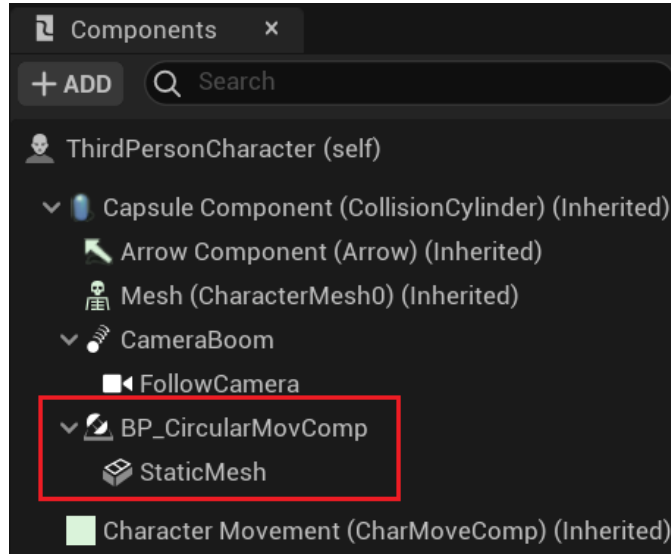 Components
+ ADD
Search
ThirdPersonCharacter (self)
Capsule Component (CollisionCylinder) (Inherited)
Arrow Component (Arrow) (Inherited)
Mesh (CharacterMesh0) (Inherited)
CameraBoom
FollowCamera
BP_CircularMovComp
StaticMesh
Character Movement (CharMoveComp) (Inherited)